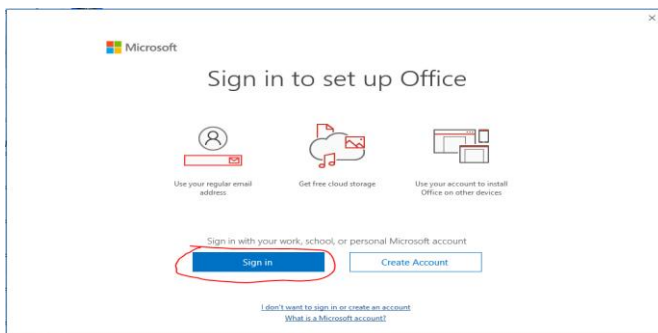 Microsoft
Sign in to set up Office
Use your regular email
address
Get free cloud storage
Use your account to install
Office on other devices
Sign in with your work, school, or personal Microsoft account
Sign in
Create Account
I don't want to sign in or create an account
What is a Microsoft account?